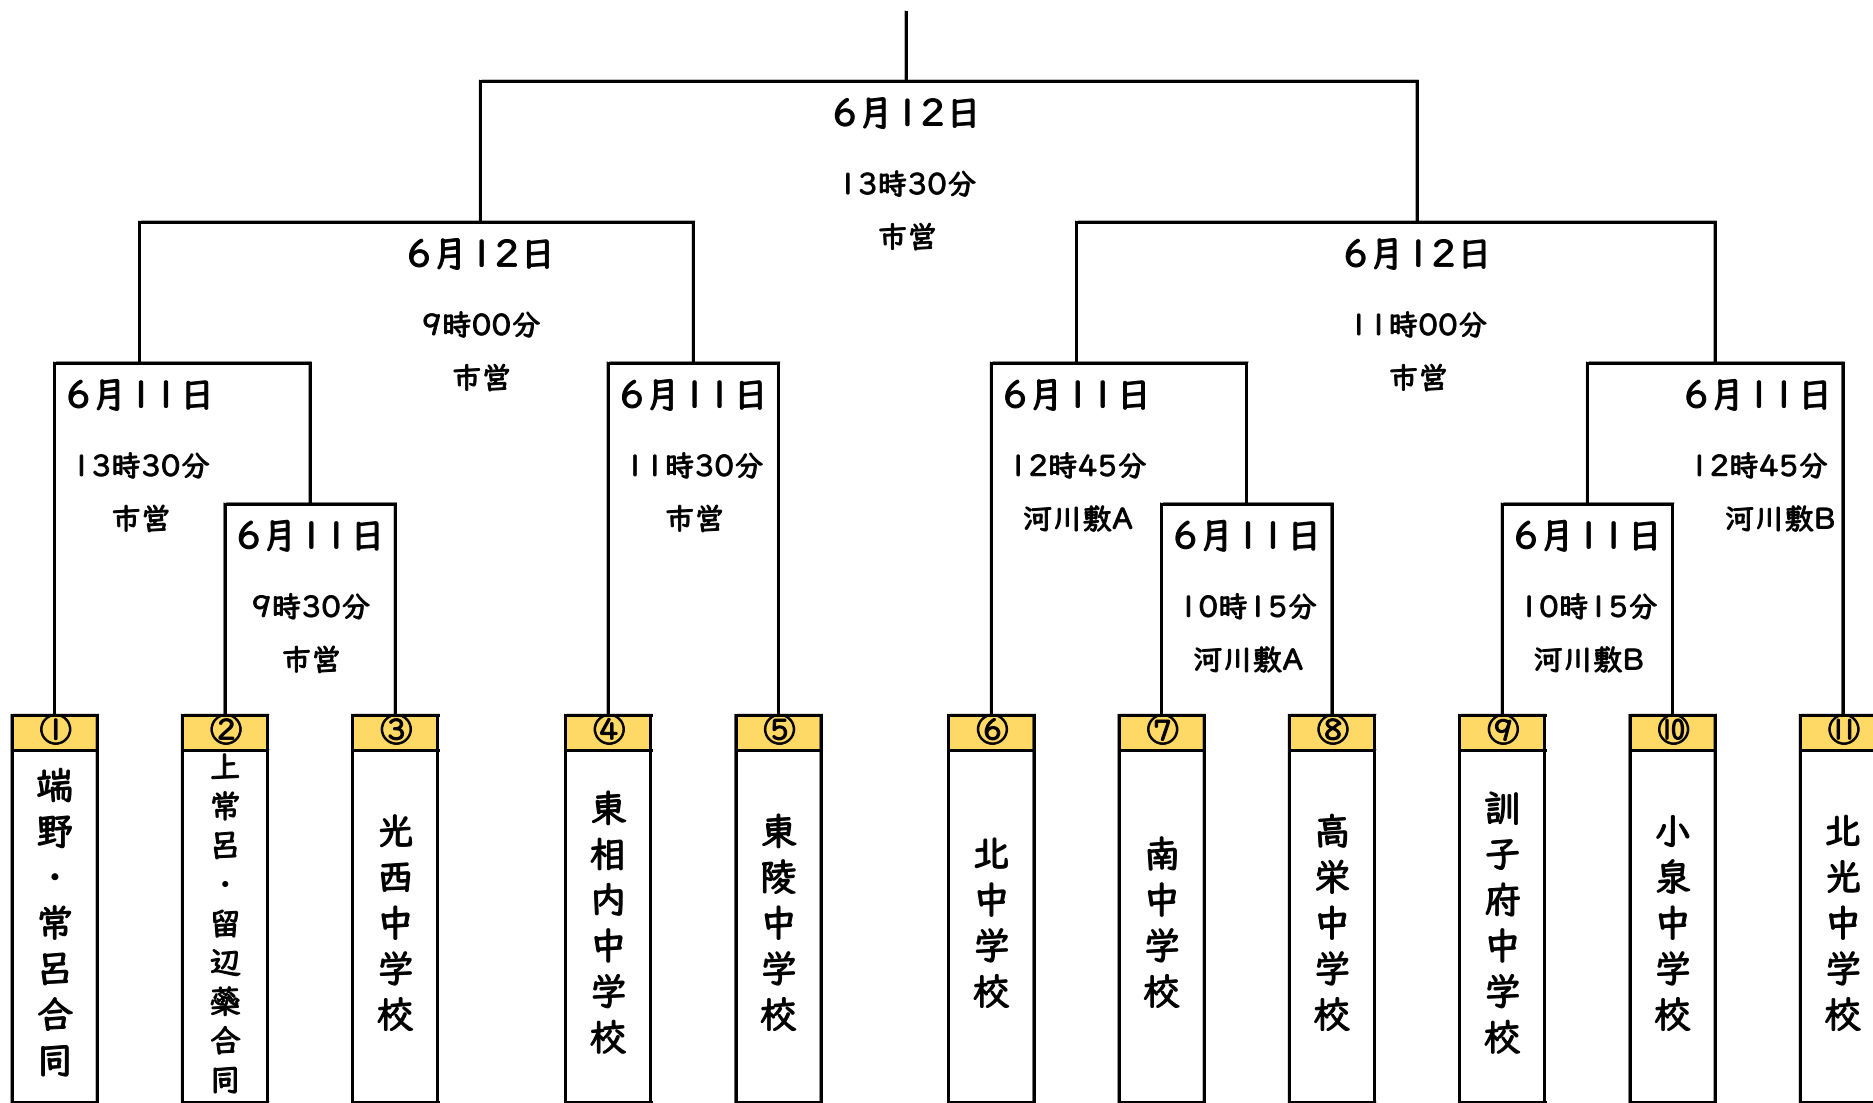 6月12日
13時30分
市営
6月12日
9時00分
市営
6月12日
11時00分
市営
6月11日
13時30分
市営
6月11日
11時30分
市営
6月11日
12時45分
河川敷A
6月11日
12時45分
河川敷B
6月11日
9時30分
市営
6月11日
10時15分
河川敷A
6月11日
10時15分
河川敷B
①
端野・常呂合同
②
上常呂・留辺蘂合同
③
光西中学校
④
東相内中学校
⑤
東陵中学校
⑥
北中学校
⑦
南中学校
⑧
高栄中学校
⑨
訓子府中学校
⑩
小泉中学校
⑪
北光中学校